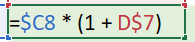 =$C8 * (1 + D$7)